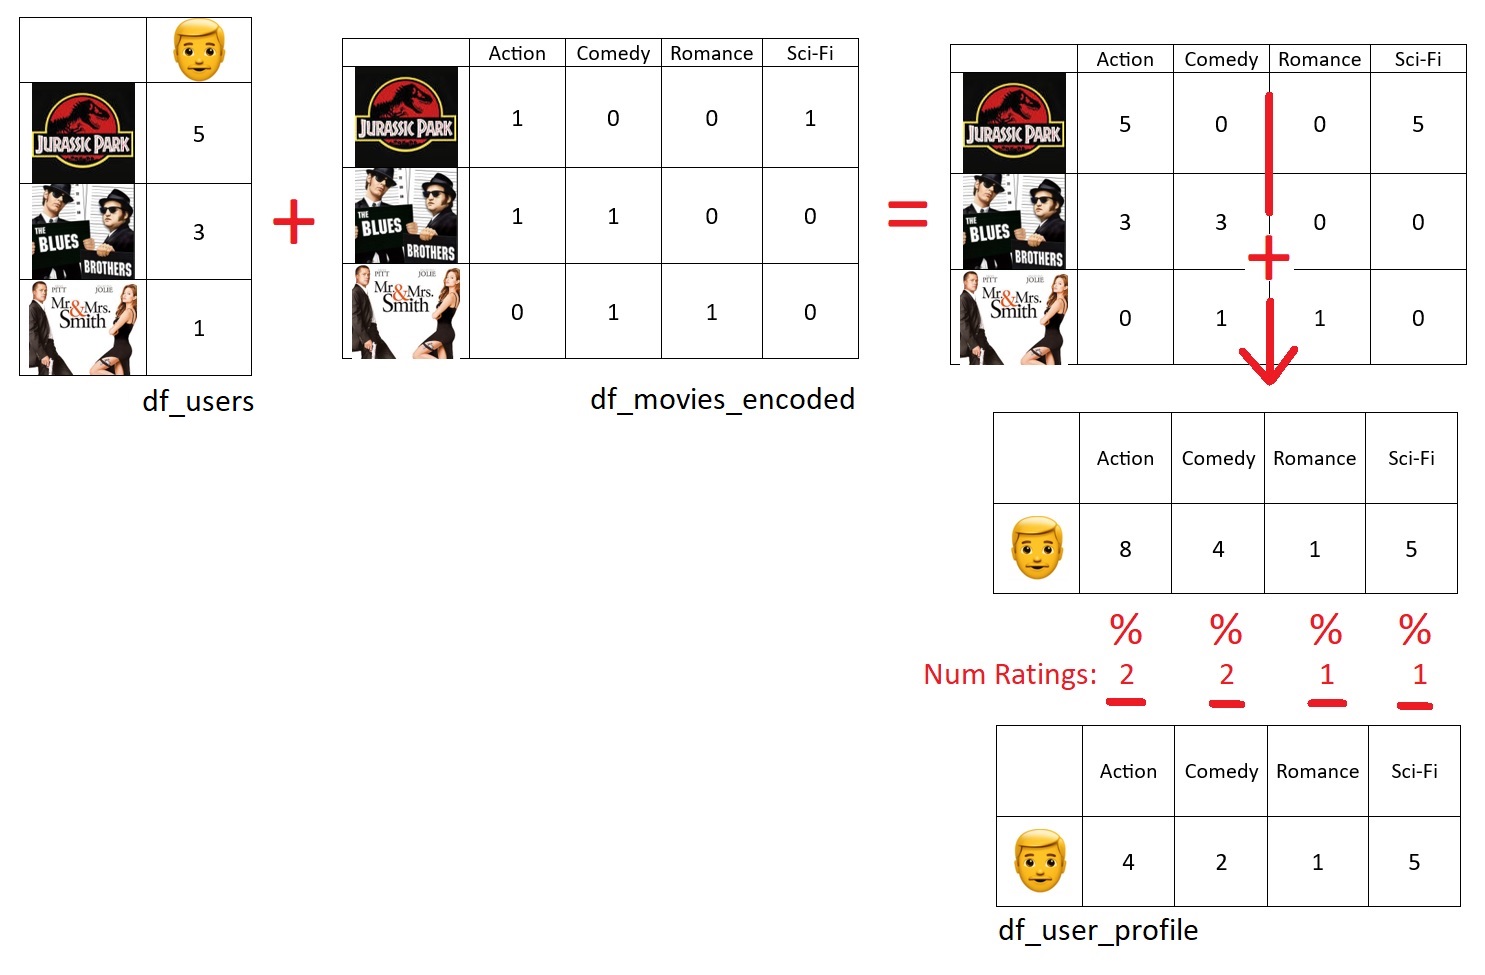 JURASSIC PARK
5
THE
BLUES
BROTHERS
3
PITT JOLIE
Mr. & Mrs.
Smith
1
df_users
+
Action Comedy Romance Sci-Fi
JURASSIC PARK
1 0 0 1
THE
BLUES
BROTHERS
1 1 0 0
PITT JOLIE
Mr. & Mrs.
Smith
0 1 1 0
df_movies_encoded
=
Action Comedy Romance Sci-Fi
JURASSIC PARK
5 0 0 5
THE
BLUES
BROTHERS
3 3 0 0
+
PITT JOLIE
Mr. & Mrs.
Smith
0 1 1 0
Action Comedy Romance Sci-Fi
8 4 1 5
% % % %
Num Ratings: 2 2 1 1
Action Comedy Romance Sci-Fi
4 2 1 5
df_user_profile